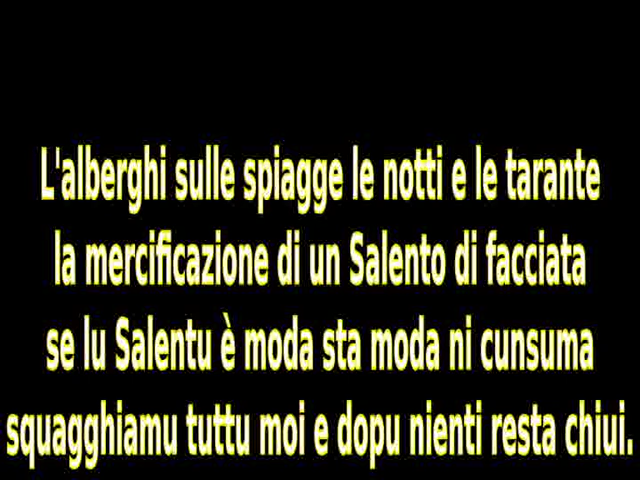 L'alberghi sulle spiagge le notti e le tarante
la mercificazione di un Salento di facciata
se lu Salentu è moda sta moda ni cunsuma
squagghiamu tuttu moi e dopu nienti resta chiui.